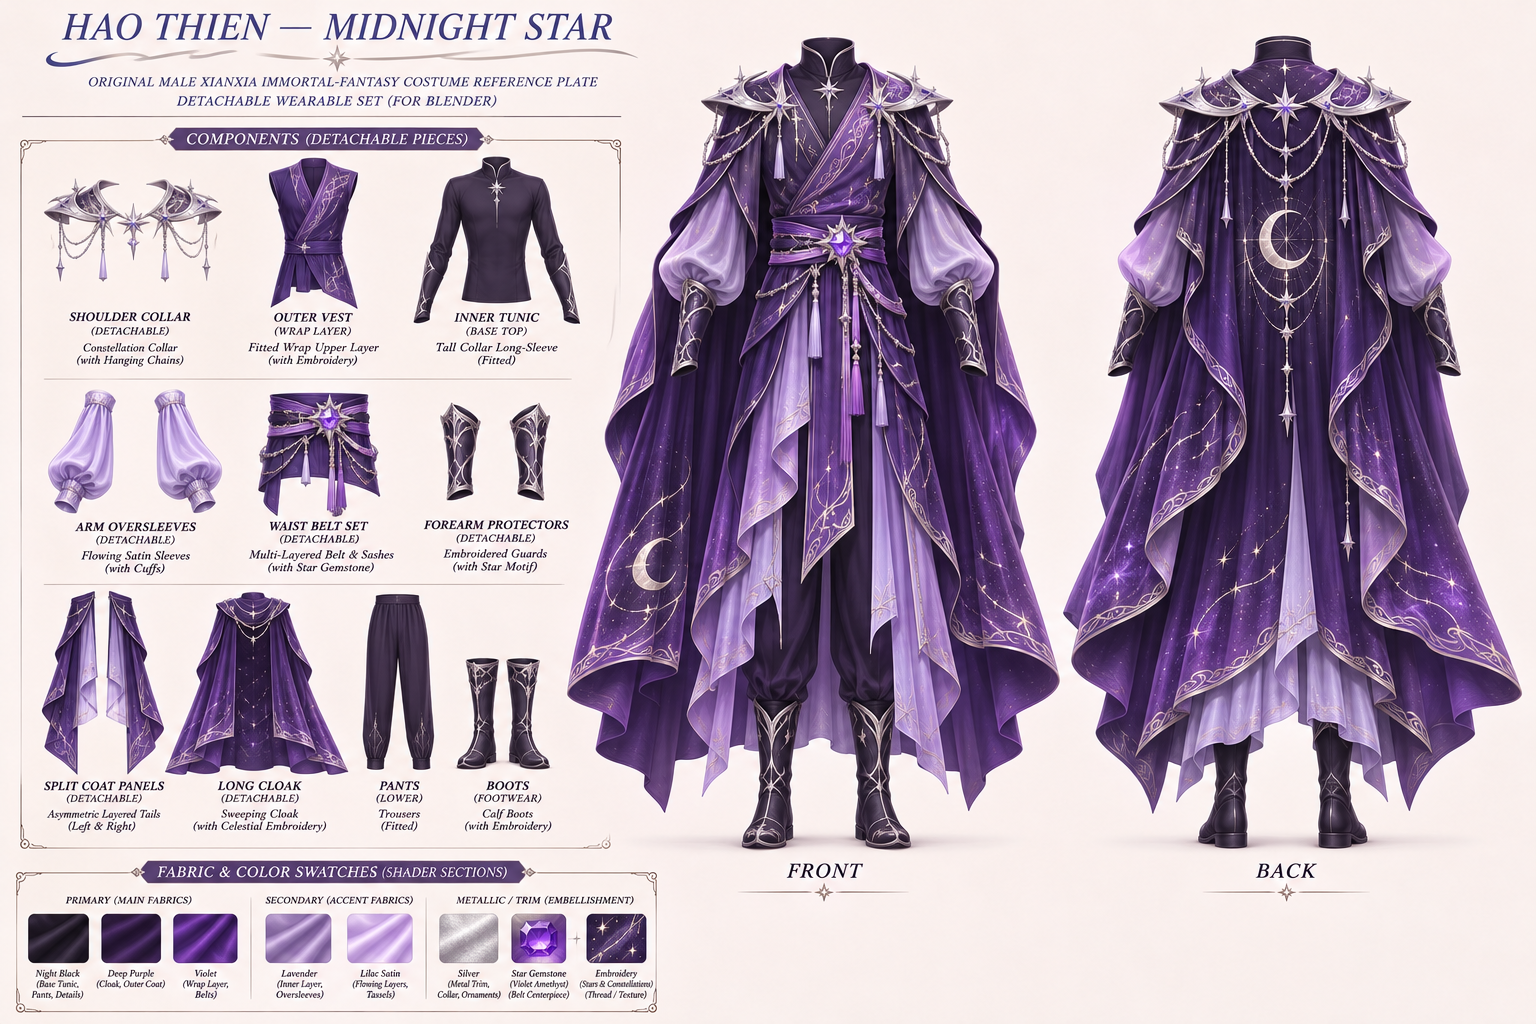 HAO THIEN — MIDNIGHT STAR
ORIGINAL MALE XIANXIA IMMORTAL-FANTASY COSTUME REFERENCE PLATE
DETACHABLE WEARABLE SET (FOR BLENDER)
COMPONENTS (DETACHABLE PIECES)
SHOULDER COLLAR
(DETACHABLE)
Constellation Collar
(with Hanging Chains)
OUTER VEST
(WRAP LAYER)
Fitted Wrap Upper Layer
(with Embroidery)
INNER TUNIC
(BASE TOP)
Tall Collar Long-Sleeve
(Fitted)
ARM OVERSLEEVES
(DETACHABLE)
Flowing Satin Sleeves
(with Cuffs)
WAIST BELT SET
(DETACHABLE)
Multi-Layered Belt & Sashes
(with Star Gemstone)
FOREARM PROTECTORS
(DETACHABLE)
Embroidered Guards
(with Star Motif)
SPLIT COAT PANELS
(DETACHABLE)
Asymmetric Layered Tails
(Left & Right)
LONG CLOAK
(DETACHABLE)
Sweeping Cloak
(with Celestial Embroidery)
PANTS
(LOWER)
Trousers
(Fitted)
BOOTS
(FOOTWEAR)
Calf Boots
(with Embroidery)
FABRIC & COLOR SWATCHES (SHADER SECTIONS)
PRIMARY (MAIN FABRICS)
Night Black
(Base Tunic,
Pants, Details)
Deep Purple
(Cloak, Outer Coat)
Violet
(Wrap Layer,
Belts)
SECONDARY (ACCENT FABRICS)
Lavender
(Inner Layer,
Oversleeves)
Lilac Satin
(Flowing Layers,
Tassels)
METALLIC / TRIM (EMBELLISHMENT)
Silver
(Metal Trim,
Collar, Ornaments)
Star Gemstone
(Violet Amethyst)
(Belt Centerpiece)
Embroidery
(Stars & Constellations)
(Thread / Texture)
FRONT
BACK